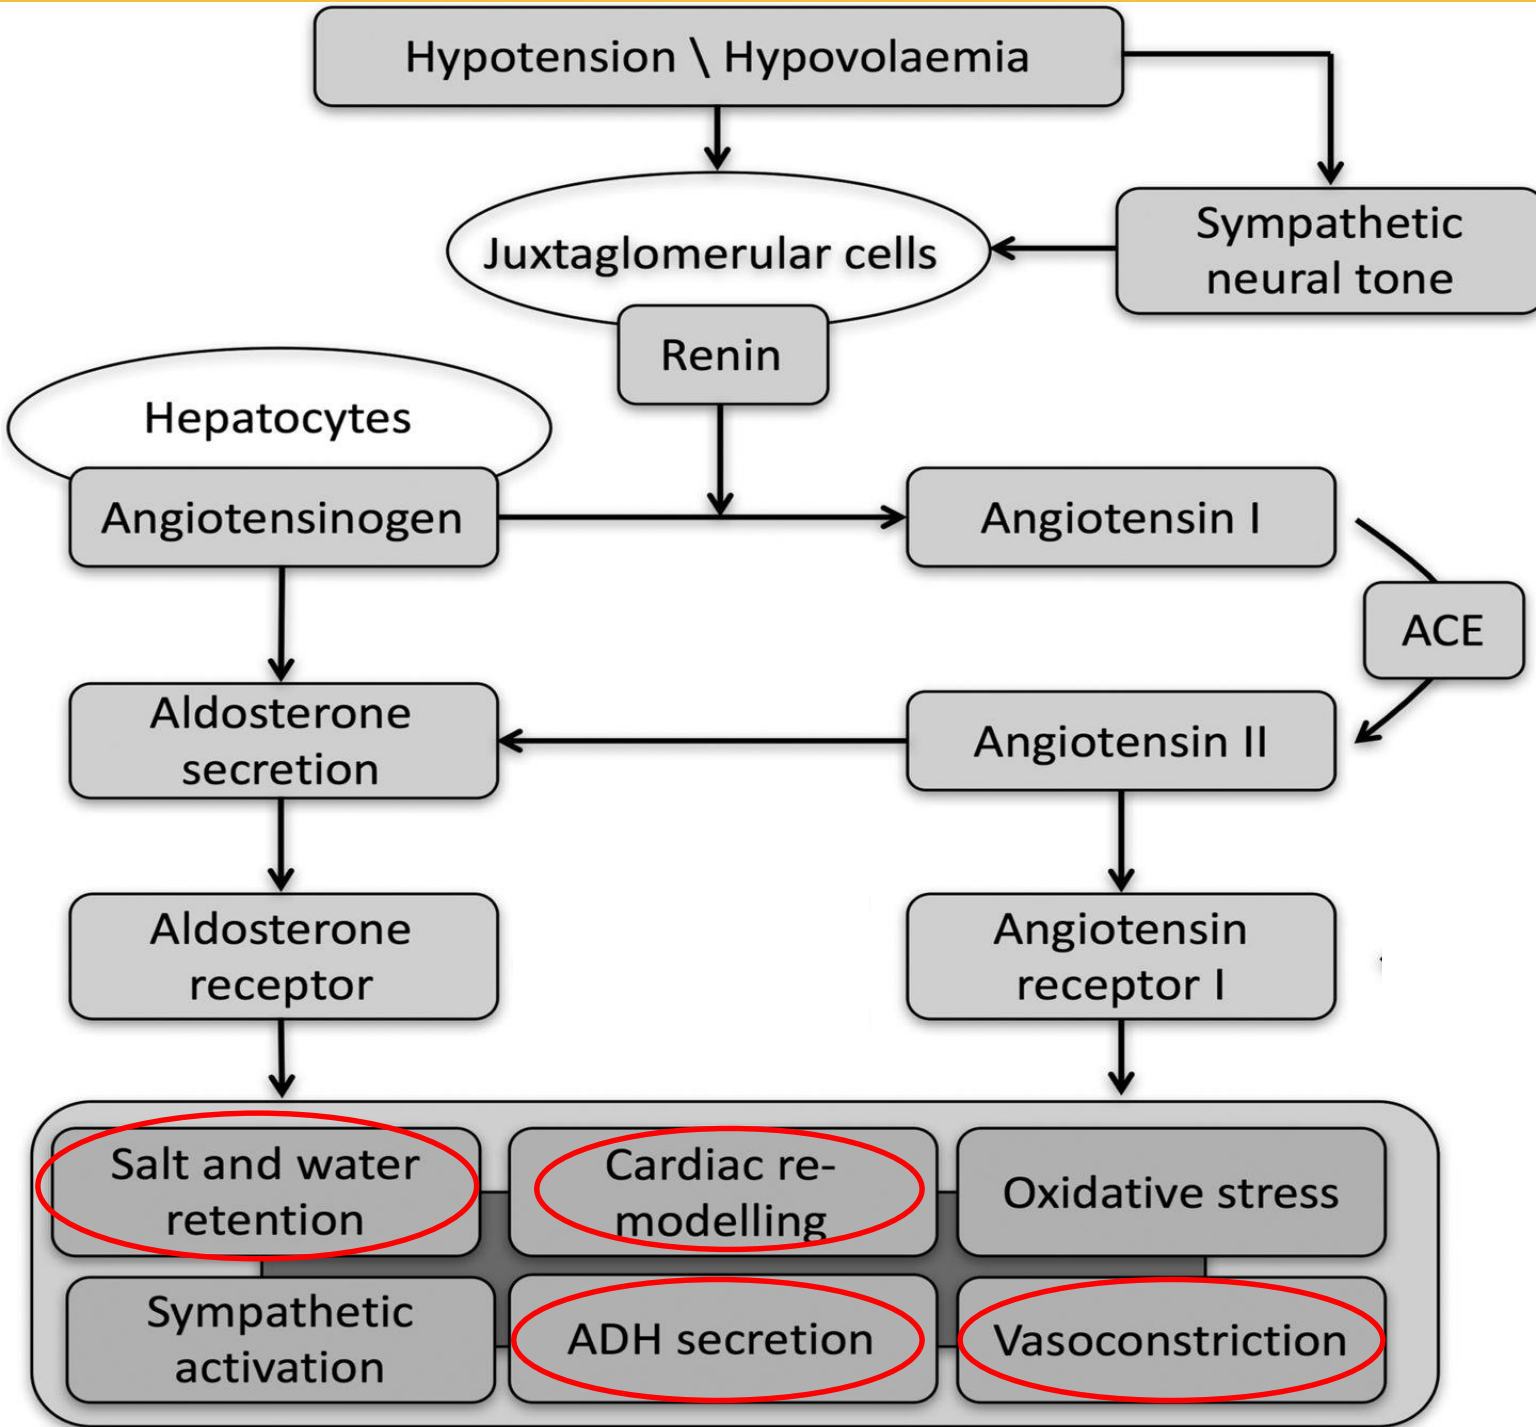 Hypotension \ Hypovolaemia
Sympathetic
neural tone
Juxtaglomerular cells
Renin
Hepatocytes
Angiotensinogen
Angiotensin I
ACE
Aldosterone
secretion
Angiotensin II
Aldosterone
receptor
Angiotensin
receptor I
Salt and water
retention
Cardiac re-
modelling
Oxidative stress
Sympathetic
activation
ADH secretion
Vasoconstriction